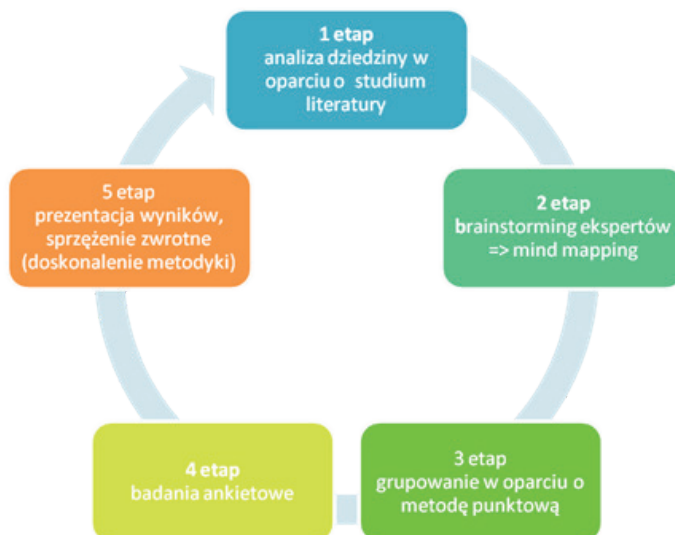 1 etap
analiza dziedziny w
oparciu o studium
literatury
2 etap
brainstorming ekspertów
=> mind mapping
3 etap
grupowanie w oparciu o
metodę punktową
4 etap
badania ankietowe
5 etap
prezentacja wyników,
sprzężenie zwrotne
(doskonalenie metodyki)